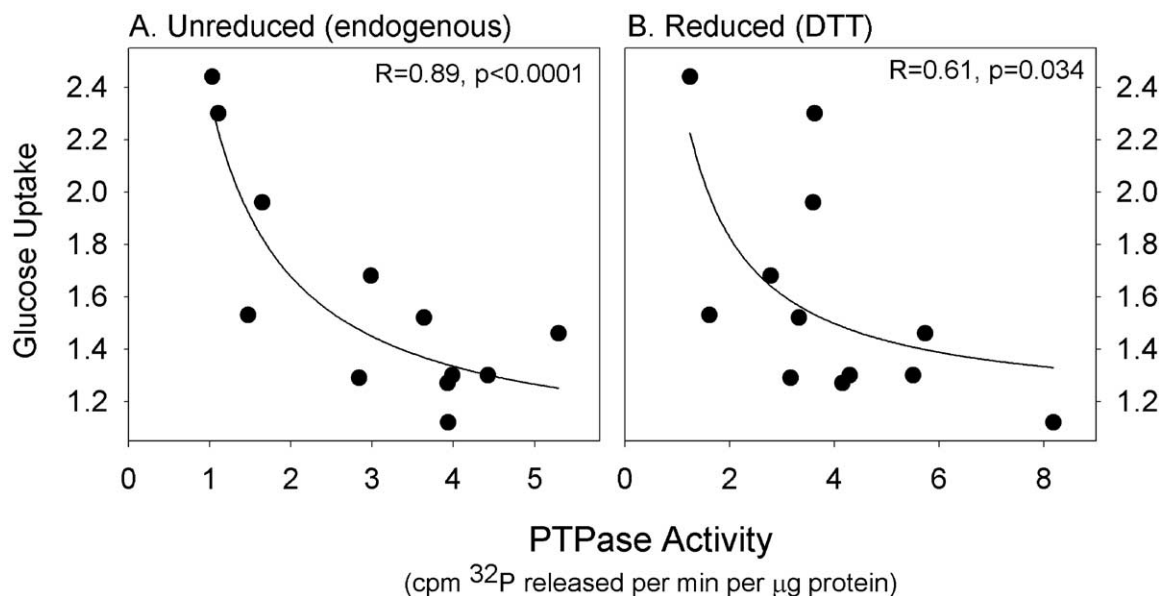 A. Unreduced (endogenous)
B. Reduced (DTT)
R=0.89, p<0.0001
R=0.61, p=0.034
Glucose Uptake
2.4
2.2
2.0
1.8
1.6
1.4
1.2
2.4
2.2
2.0
1.8
1.6
1.4
1.2
0 1 2 3 4 5
0 2 4 6 8
PTPase Activity
(cpm ³²P released per min per μg protein)